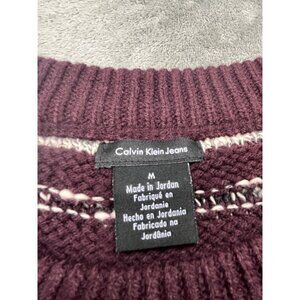 Calvin Klein Jeans
M
Made in Jordan
Fabriqué en
Jordanie
Hecho en Jordania
Fabricado na
Jordânia